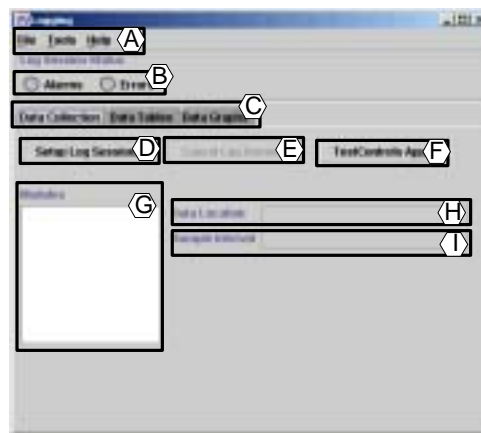 Logging
File Tools Help A
Log Session Status
Alarms Errors B
Data Collection Data Tables Data Graphs C
Setup Log Session D E TestControls App F
Modules G
Data Location H
Sample Interval I